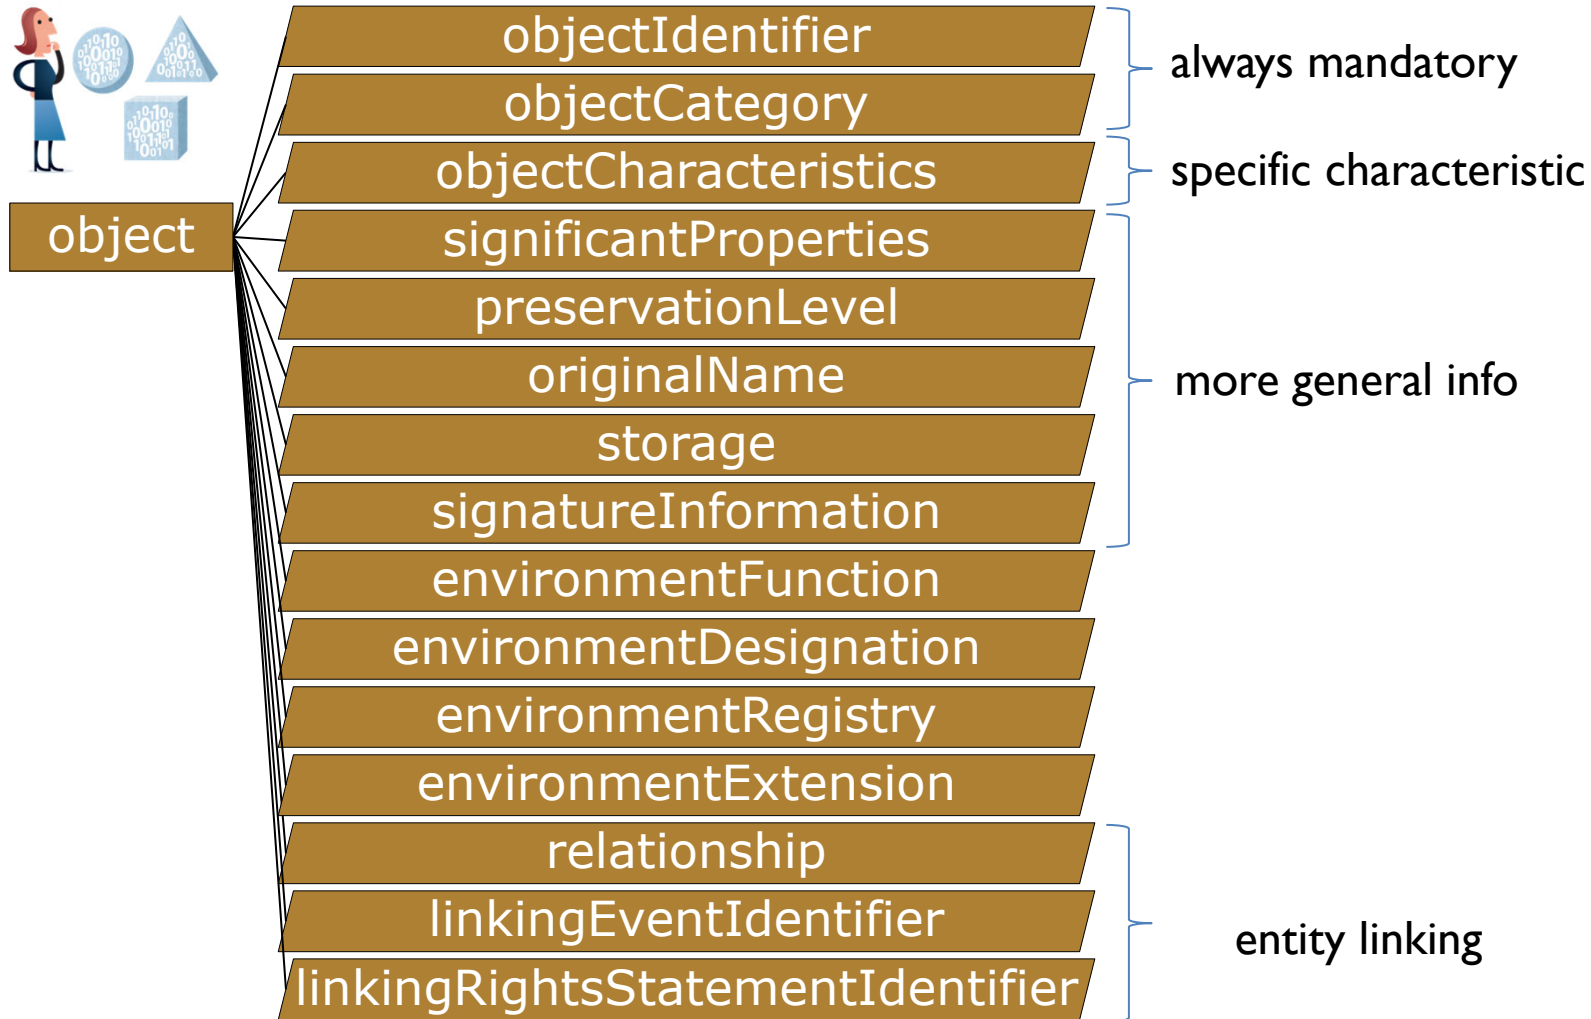 objectIdentifier
objectCategory
always mandatory
objectCharacteristics
specific characteristic
object
significantProperties
preservationLevel
originalName
more general info
storage
signatureInformation
environmentFunction
environmentDesignation
environmentRegistry
environmentExtension
relationship
linkingEventIdentifier
entity linking
linkingRightsStatementIdentifier